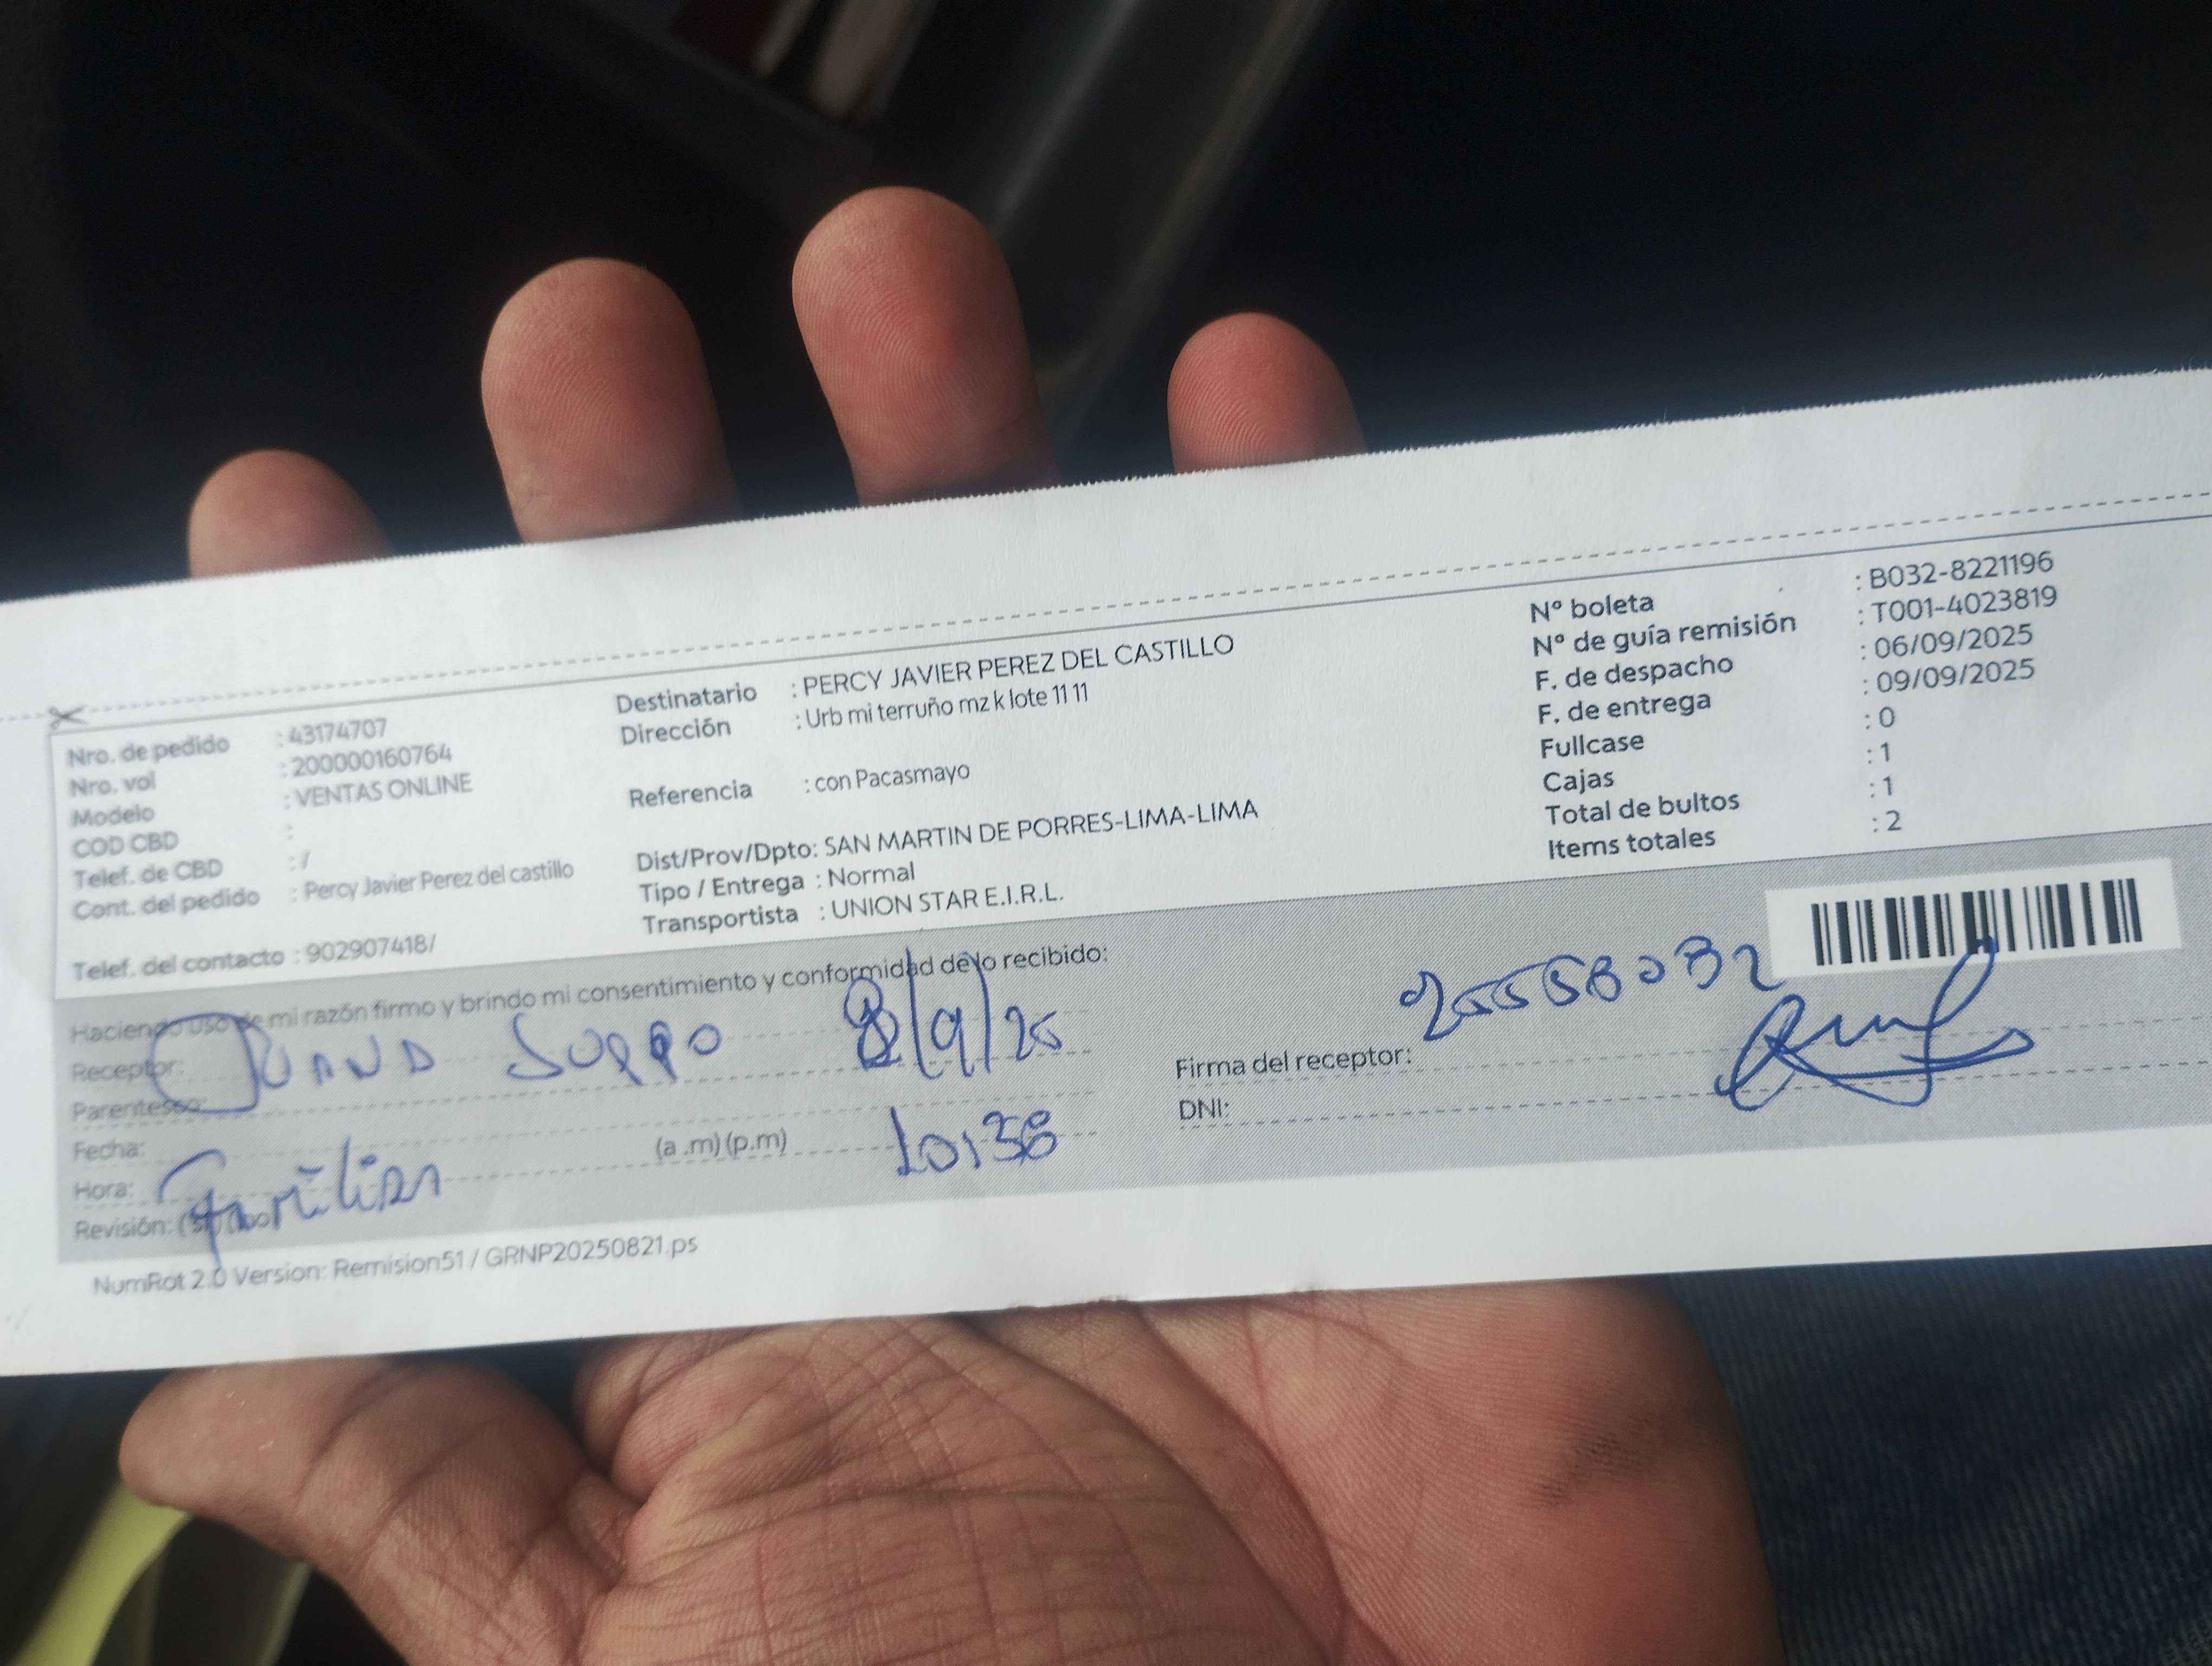 Nro. de pedido : 43174707
Nro. vol : 200000160764
Modelo : VENTAS ONLINE
COD CBD :
Telef. de CBD : /
Cont. del pedido : Percy Javier Perez del castillo
Telef. del contacto : 902907418/
Destinatario : PERCY JAVIER PEREZ DEL CASTILLO
Dirección : Urb mi terruño mz k lote 11 11
Referencia : con Pacasmayo
Dist/Prov/Dpto: SAN MARTIN DE PORRES-LIMA-LIMA
Tipo / Entrega : Normal
Transportista : UNION STAR E.I.R.L.
N° boleta : B032-8221196
N° de guía remisión : T001-4023819
F. de despacho : 06/09/2025
F. de entrega : 09/09/2025
Fullcase : 0
Cajas : 1
Total de bultos : 1
Items totales : 2
Haciendo uso de mi razón firmo y brindo mi consentimiento y conformidad de lo recibido:
Receptor:
Parentesco:
Fecha:
Hora: (a .m) (p.m)
Revisión: (si) (no)
/9/25
Familiar
Firma del receptor: 25558032
DNI:
NumRot 2.0 Version: Remision51 / GRNP20250821.ps